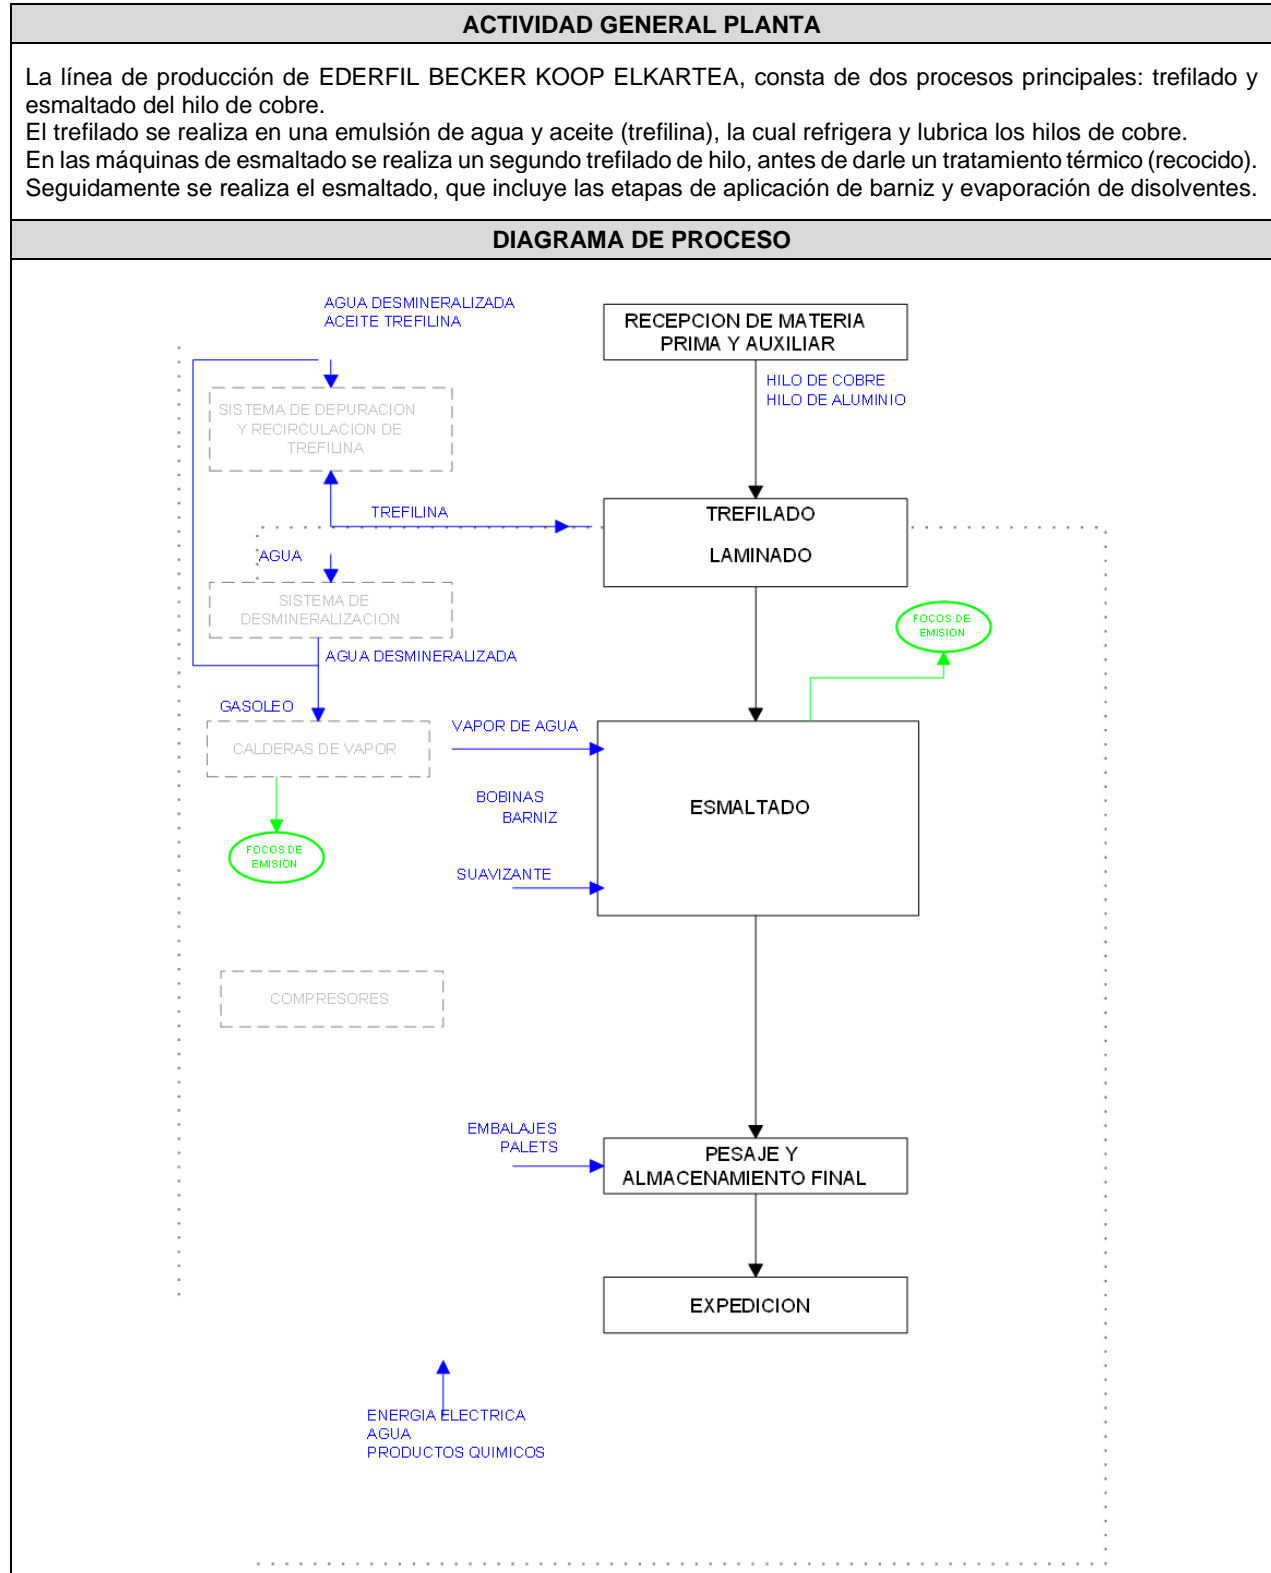 ACTIVIDAD GENERAL PLANTA
La línea de producción de EDERFIL BECKER KOOP ELKARTEA, consta de dos procesos principales: trefilado y
esmaltado del hilo de cobre.
El trefilado se realiza en una emulsión de agua y aceite (trefilina), la cual refrigera y lubrica los hilos de cobre.
En las máquinas de esmaltado se realiza un segundo trefilado de hilo, antes de darle un tratamiento térmico (recocido).
Seguidamente se realiza el esmaltado, que incluye las etapas de aplicación de barniz y evaporación de disolventes.
DIAGRAMA DE PROCESO
AGUA DESMINERALIZADA
ACEITE TREFILINA
RECEPCION DE MATERIA
PRIMA Y AUXILIAR
HILO DE COBRE
HILO DE ALUMINIO
SISTEMA DE DEPURACION
Y RECIRCULACION DE
TREFILINA
TREFILINA
TREFILADO
LAMINADO
AGUA
SISTEMA DE
DESMINERALIZACION
AGUA DESMINERALIZADA
FOCOS DE
EMISION
GASOLEO
CALDERAS DE VAPOR
VAPOR DE AGUA
BOBINAS
BARNIZ
ESMALTADO
FOCOS DE
EMISION
SUAVIZANTE
COMPRESORES
EMBALAJES
PALETS
PESAJE Y
ALMACENAMIENTO FINAL
EXPEDICION
ENERGIA ELECTRICA
AGUA
PRODUCTOS QUIMICOS